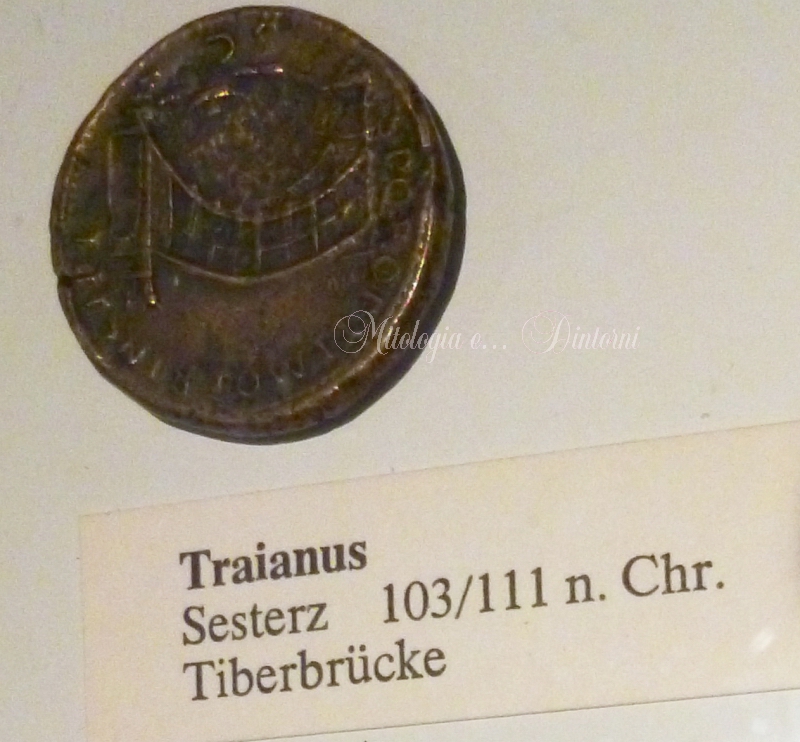 Mitologia e... Dintorni
Traianus
Sesterz 103/111 n. Chr.
Tiberbrücke